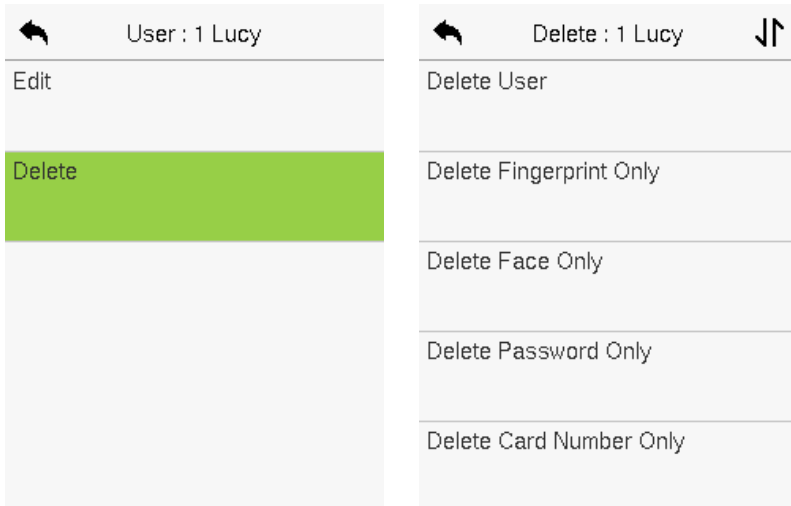 User : 1 Lucy
Edit
Delete
Delete : 1 Lucy
Delete User
Delete Fingerprint Only
Delete Face Only
Delete Password Only
Delete Card Number Only